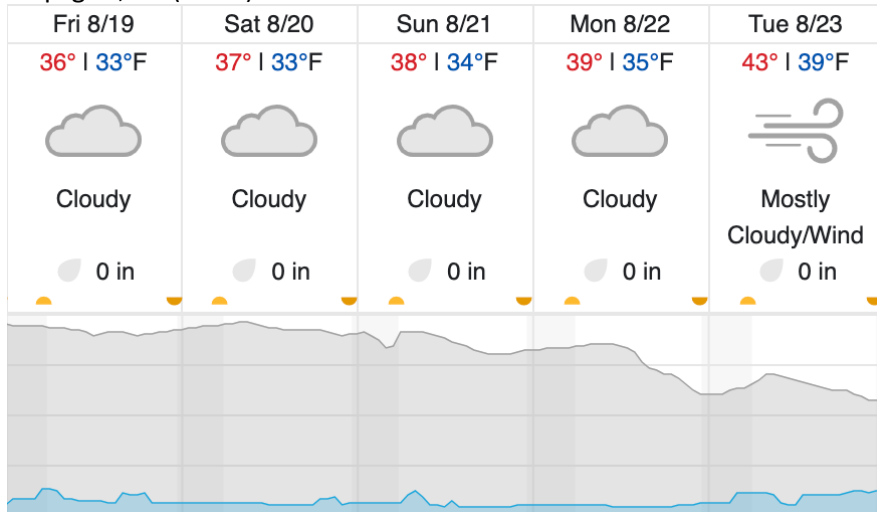 Fri 8/19 Sat 8/20 Sun 8/21 Mon 8/22 Tue 8/23
36° | 33°F 37° | 33°F 38° | 34°F 39° | 35°F 43° | 39°F
Cloudy Cloudy Cloudy Cloudy Mostly
Cloudy/Wind
0 in 0 in 0 in 0 in 0 in